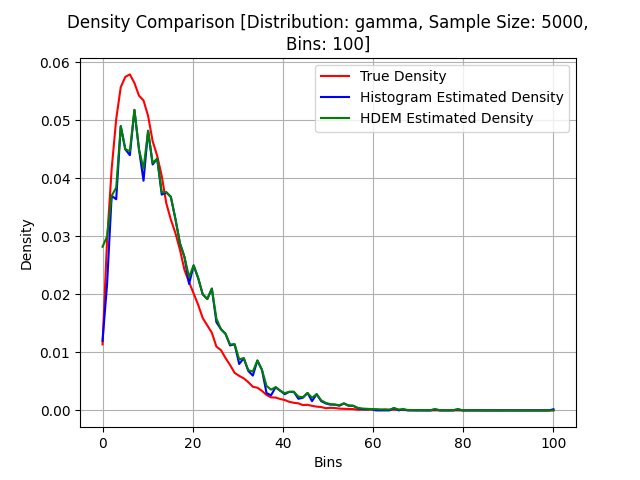 Density Comparison [Distribution: gamma, Sample Size: 5000,
Bins: 100]
True Density
Histogram Estimated Density
HDEM Estimated Density
Density
0.06
0.05
0.04
0.03
0.02
0.01
0.00
0 20 40 60 80 100
Bins